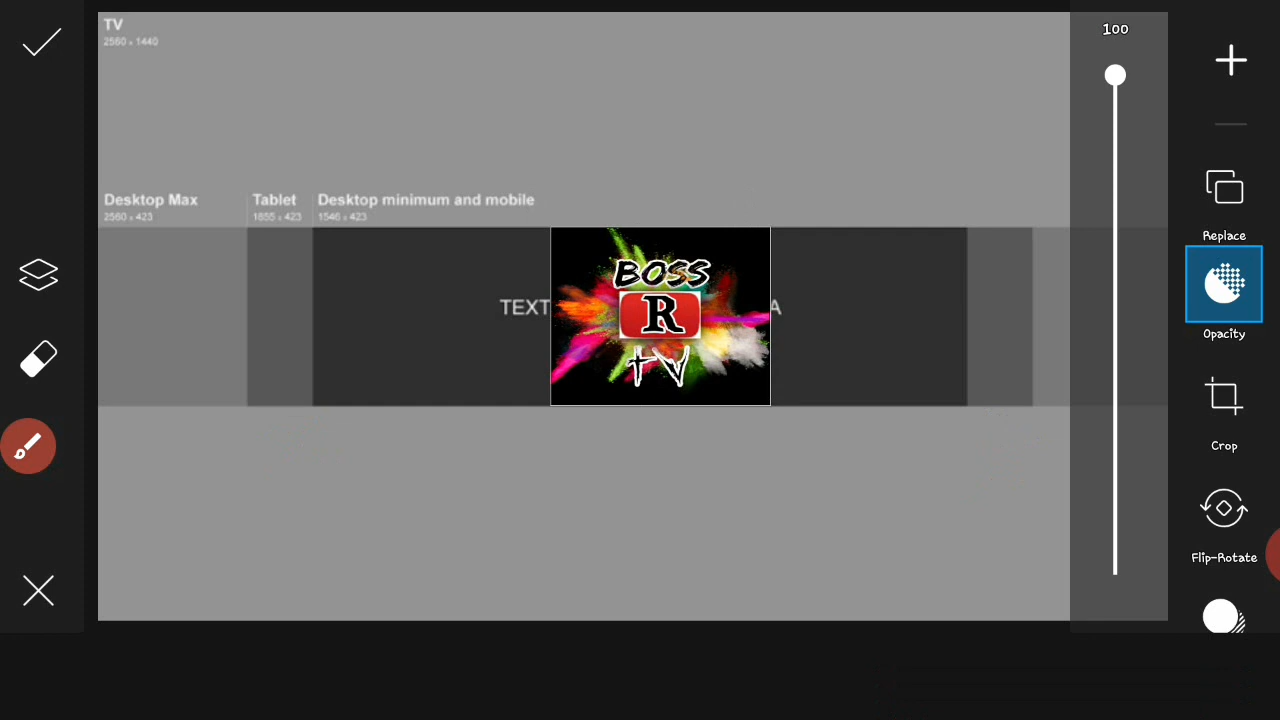 TV
2560 x 1440
100
Desktop Max
2560 x 423
Tablet
1855 x 423
Desktop minimum and mobile
1546 x 423
TEXT
A
BOSS
R
TV
Replace
Opacity
Crop
Flip-Rotate